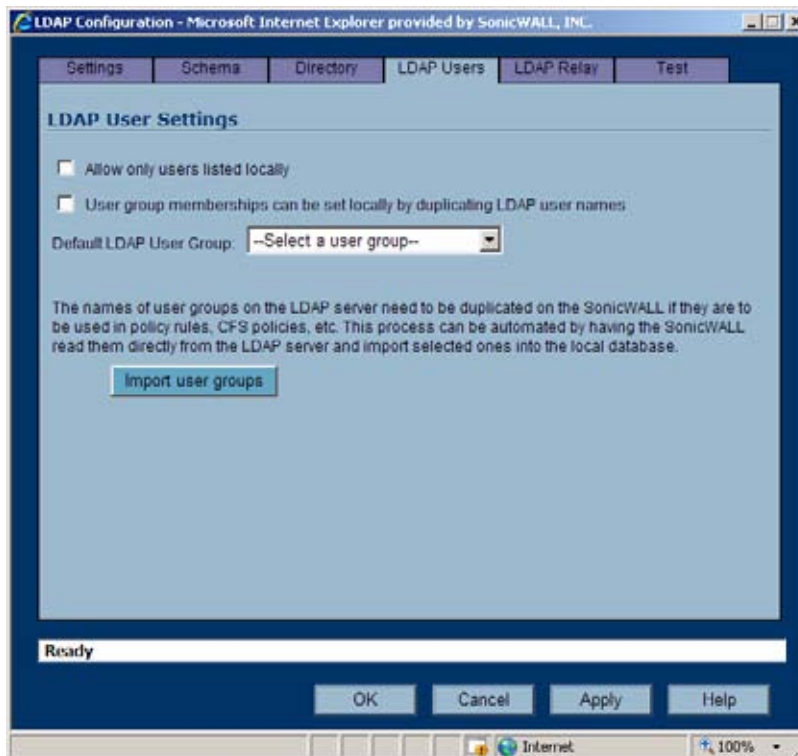 LDAP Configuration - Microsoft Internet Explorer provided by SonicWALL, INC.
Settings Schema Directory LDAP Users LDAP Relay Test
LDAP User Settings
Allow only users listed locally
User group memberships can be set locally by duplicating LDAP user names
Default LDAP User Group: --Select a user group--
The names of user groups on the LDAP server need to be duplicated on the SonicWALL if they are to
be used in policy rules, CFS policies, etc. This process can be automated by having the SonicWALL
read them directly from the LDAP server and import selected ones into the local database.
Import user groups
Ready
OK Cancel Apply Help
Internet 100%